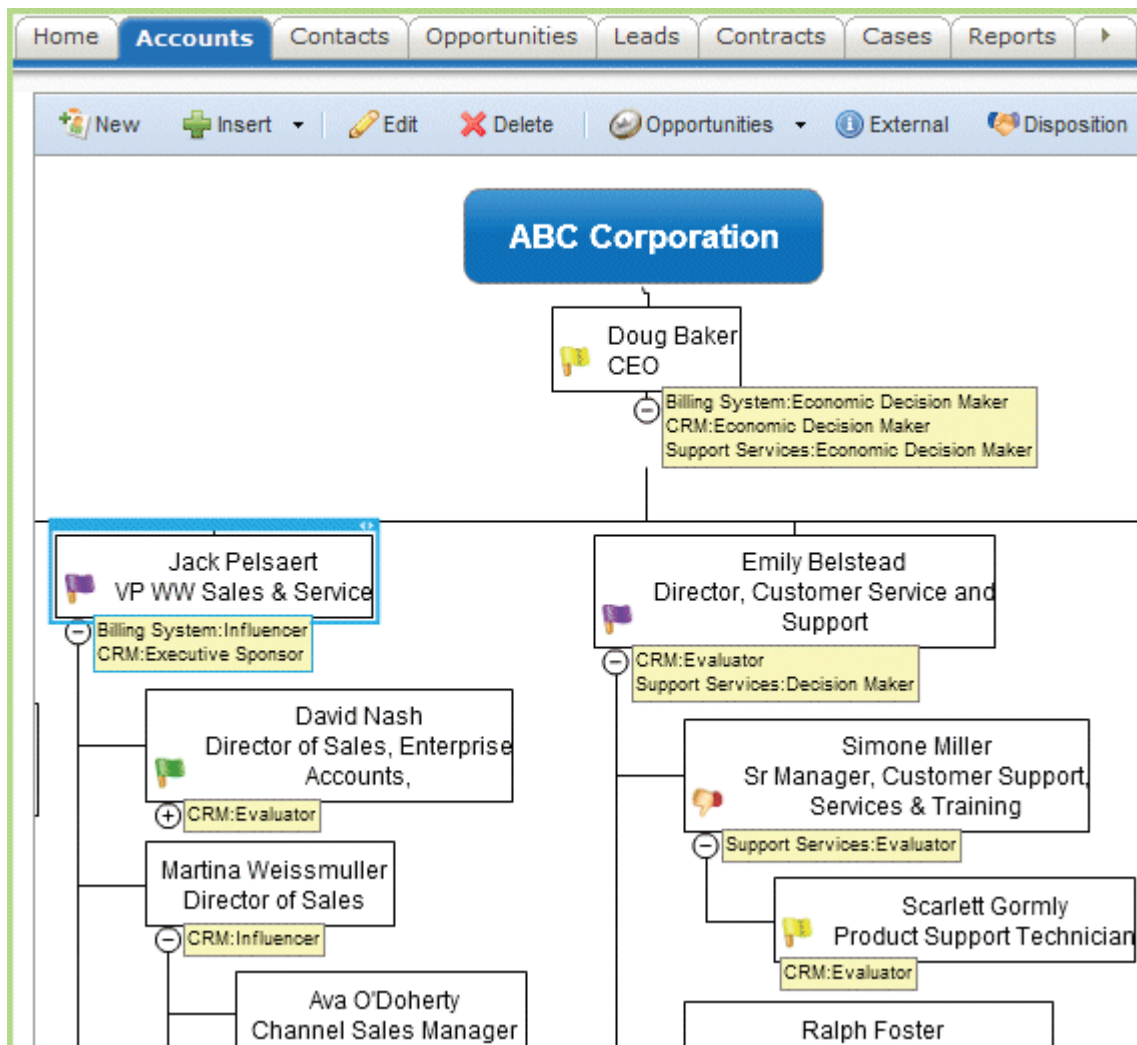 Home Accounts Contacts Opportunities Leads Contracts Cases Reports
New Insert Edit Delete Opportunities External Disposition
ABC Corporation
Doug Baker
CEO
Billing System:Economic Decision Maker
CRM:Economic Decision Maker
Support Services:Economic Decision Maker
Jack Pelsaert
VP WW Sales & Service
Billing System:Influencer
CRM:Executive Sponsor
David Nash
Director of Sales, Enterprise
Accounts,
CRM:Evaluator
Martina Weissmuller
Director of Sales
CRM:Influencer
Ava O'Doherty
Channel Sales Manager
Emily Belstead
Director, Customer Service and
Support
CRM:Evaluator
Support Services:Decision Maker
Simone Miller
Sr Manager, Customer Support,
Services & Training
Support Services:Evaluator
Scarlett Gormly
Product Support Technician
CRM:Evaluator
Ralph Foster